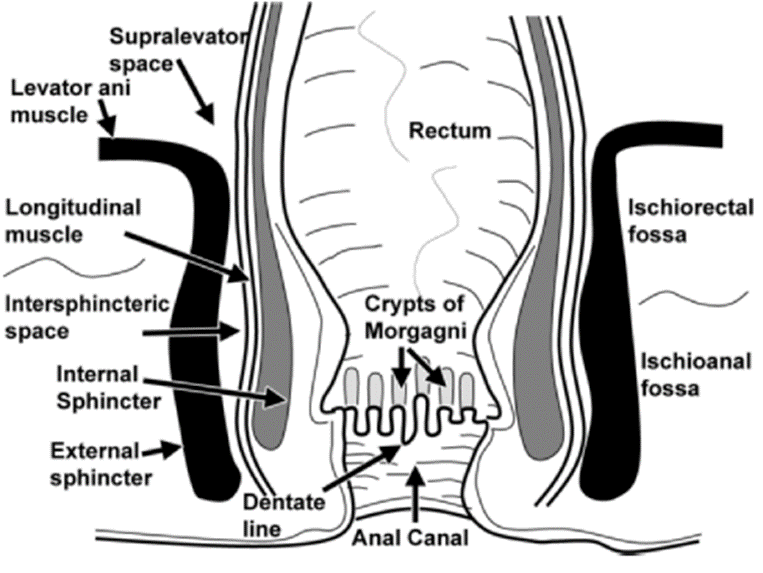 Supralevator
space
Levator ani
muscle
Rectum
Longitudinal
muscle
Ischiorectal
fossa
Intersphincteric
space
Crypts of
Morgagni
Internal
Sphincter
Ischioanal
fossa
External
sphincter
Dentate
line
Anal Canal